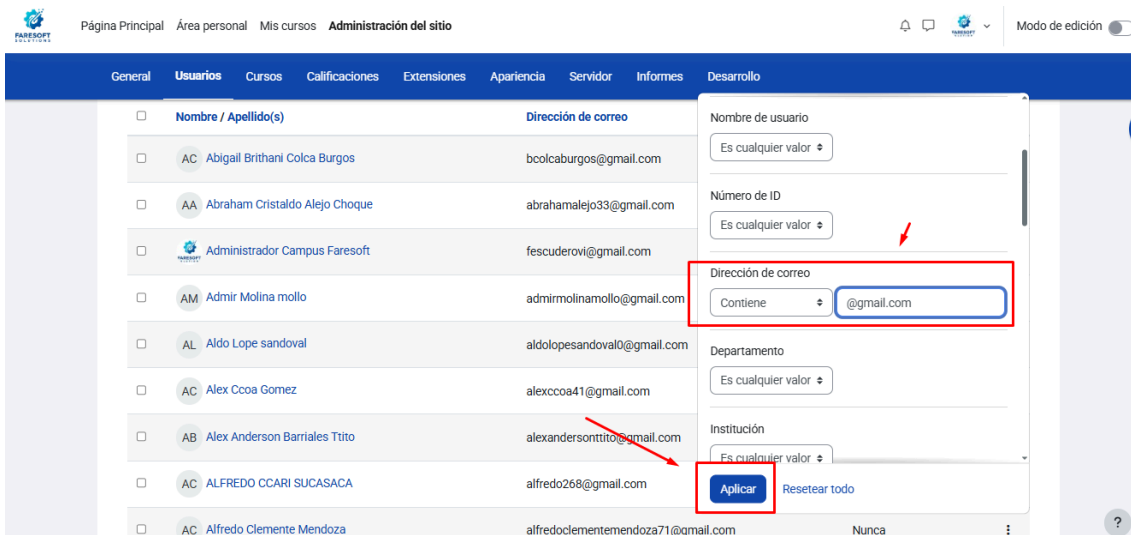 Página Principal Área personal Mis cursos Administración del sitio Modo de edición
FARESOFT
SOLUTIONS
General Usuarios Cursos Calificaciones Extensiones Apariencia Servidor Informes Desarrollo
Nombre / Apellido(s) Dirección de correo
AC Abigail Brithani Colca Burgos bcolcaburgos@gmail.com
AA Abraham Cristaldo Alejo Choque abrahamalejo33@gmail.com
Administrador Campus Faresoft fescuderovi@gmail.com
AM Admir Molina mollo admirmolinamollo@gmail.com
AL Aldo Lope sandoval aldolopesandoval0@gmail.com
AC Alex Ccoa Gomez alexccoa41@gmail.com
AB Alex Anderson Barriales Ttito alexandersonttito@gmail.com
AC ALFREDO CCARI SUCASACA alfredo268@gmail.com
AC Alfredo Clemente Mendoza alfredoclementemendoza71@gmail.com Nunca
Nombre de usuario
Es cualquier valor
Número de ID
Es cualquier valor
Dirección de correo
Contiene @gmail.com
Departamento
Es cualquier valor
Institución
Es cualquier valor
Aplicar Resetear todo
?